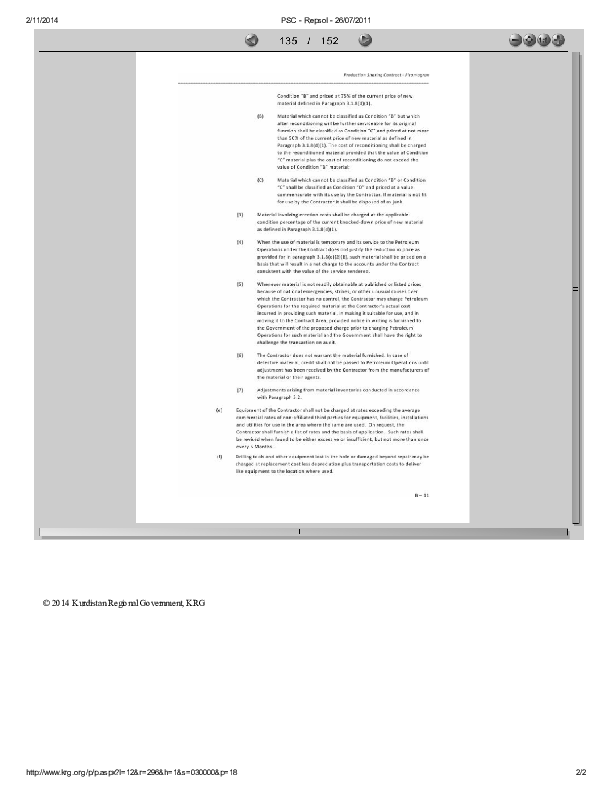 2/11/2014
PSC - Repsol - 26/07/2011
135 / 152
Production Sharing Contract –
Condition "B" and priced at 75% of the current price of new
material defined in Paragraph 3.1.8(d)(1).
(B) Material which cannot be classified as Condition "B" but which
after reconditioning will be further serviceable for its original
function shall be classified as Condition "C" and priced at not more
than 50% of the current price of new material as defined in
Paragraph 3.1.8(d)(1). The cost of reconditioning shall be charged
to the reconditioned material provided that the value of Condition
"C" material plus the cost of reconditioning do not exceed the
value of Condition "B" material;
(C) Material which cannot be classified as Condition "B" or Condition
"C" shall be classified as Condition "D" and priced at a value
commensurate with its use by the Contractor. If material is not fit
for use by the Contractor it shall be disposed of as junk.
(3) Material involving erection costs shall be charged at the applicable
condition percentage of the current knocked-down price of new material
as defined in Paragraph 3.1.8(d)(1).
(4) When the use of material is temporary and its service to the Petroleum
Operations under the Contract does not justify the reduction in price as
provided for in paragraph such material shall be priced on a
basis that will result in a net charge to the accounts under the Contract
consistent with the value of the service rendered.
(5) Whenever material is not readily obtainable at published or listed prices
because of national emergencies, strikes, or other unusual causes over
which the Contractor has no control, the Contractor may charge Petroleum
Operations for the required material at the Contractor's actual cost
incurred in providing such material, in making it suitable for use, and in
moving it to the Contract Area, provided notice in writing is furnished to
the Government of the proposed charge prior to charging Petroleum
Operations for such material and the Government shall have the right to
challenge the transaction on audit.
(6) The Contractor does not warrant the material furnished. In case of
defective material, credit shall not be passed to Petroleum Operations until
adjustment has been received by the Contractor from the manufacturers of
the material or their agents.
(7) Adjustments arising from material inventories conducted in accordance
with Paragraph 5.2.
(e) Equipment of the Contractor shall not be charged at rates exceeding the average
commercial rates of non-affiliated third parties for equipment, facilities, installations
and utilities for use in the area where the same are used. On request, the
Contractor shall furnish a list of rates and the basis of application. Such rates shall
be revised when found to be either excessive or insufficient, but not more than once
every Months.
(f) Drilling tools and other equipment lost in the hole or damaged beyond repair may be
charged at replacement cost less depreciation plus transportation costs to deliver
like equipment to the location where used.
© 2014 Kurdistan Regional Government, KRG
http://www.krg.org/p/p.aspx?l=12&r=296&h=1&s=030000&p=18
2/2